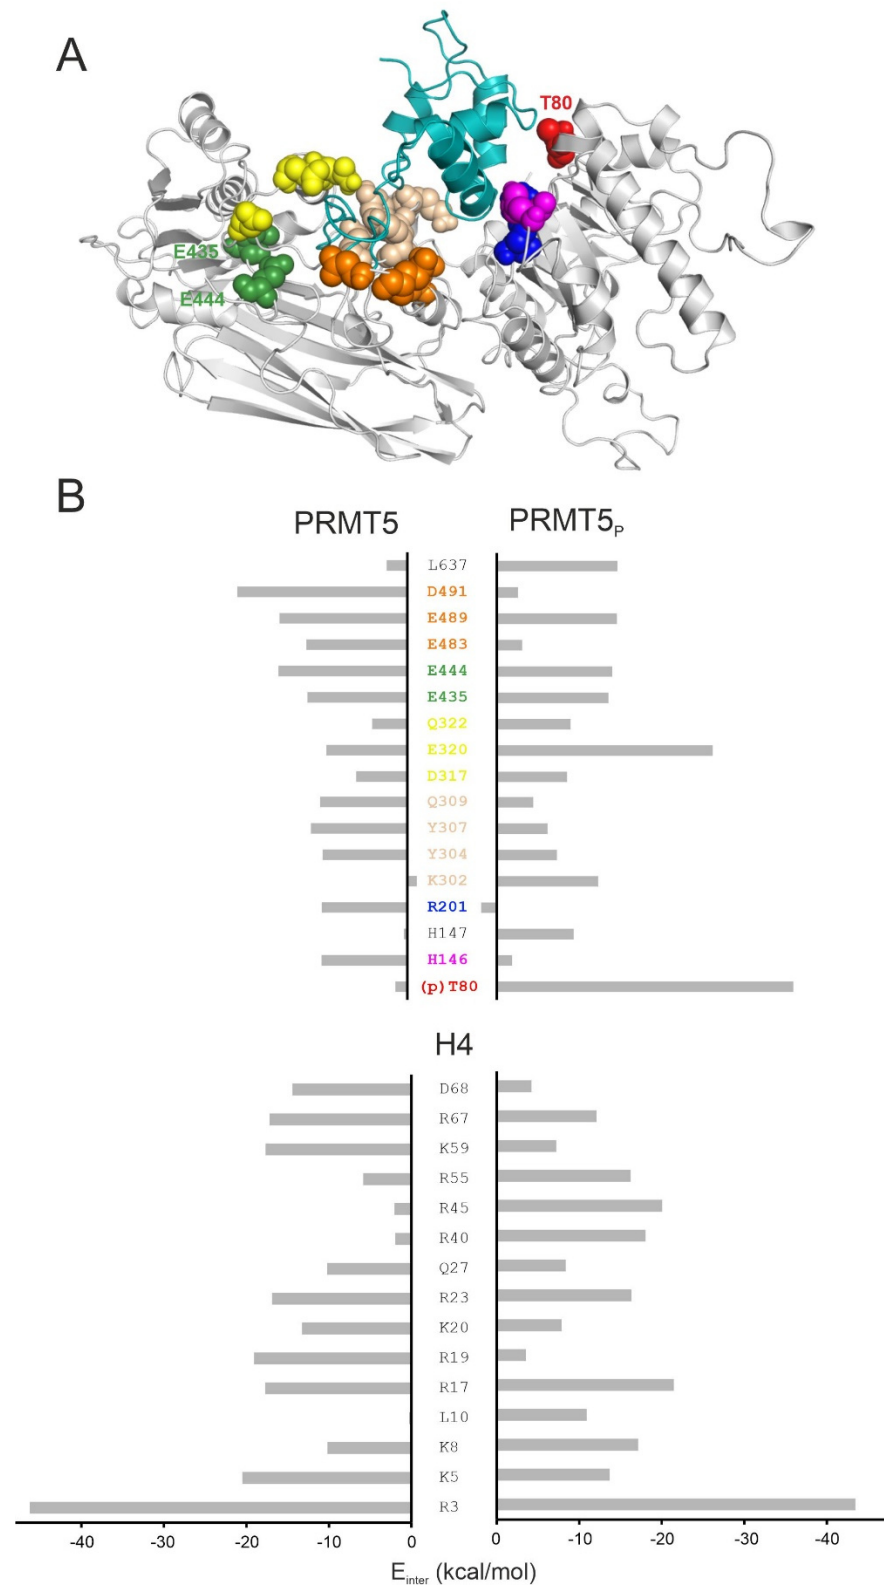 A
T80
E435
E444
B
PRMT5 PRMT5P
L637
D491
E489
E483
E444
E435
Q322
E320
D317
Q309
Y307
Y304
K302
R201
H147
H146
(p)T80
H4
D68
R67
K59
R55
R45
R40
Q27
R23
K20
R19
R17
L10
K8
K5
R3
-40 -30 -20 -10 0 0 -10 -20 -30 -40
Einter (kcal/mol)